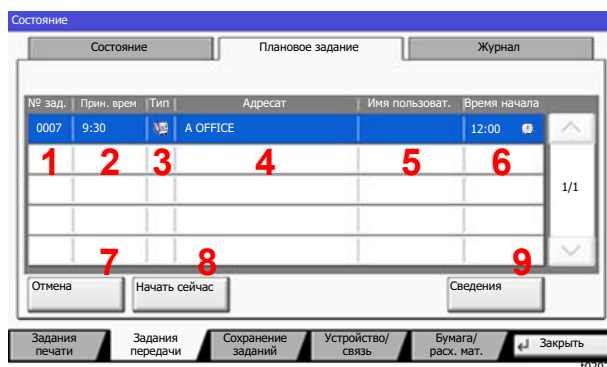 Состояние
Состояние Плановое задание Журнал
№ зад. Прин. врем Тип Адресат Имя пользоват. Время начала
0007 9:30 A OFFICE 12:00
1 2 3 4 5 6
1/1
7 8 9
Отмена Начать сейчас Сведения
Задания печати
Задания передачи
Сохранение заданий
Устройство/ связь
Бумага/ расх. мат.
Закрыть